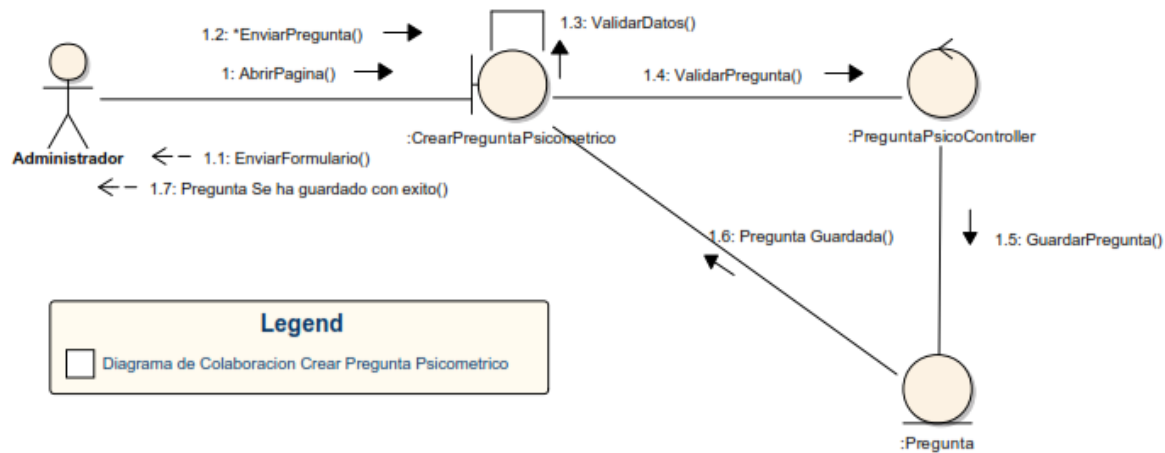 1.3: ValidarDatos()
1.2: *EnviarPregunta()
1: AbrirPagina()
1.4: ValidarPregunta()
:CrearPreguntaPsicometrico
:PreguntaPsicoController
Administrador
1.1: EnviarFormulario()
1.7: Pregunta Se ha guardado con exito()
1.6: Pregunta Guardada()
1.5: GuardarPregunta()
Legend
Diagrama de Colaboracion Crear Pregunta Psicometrico
:Pregunta